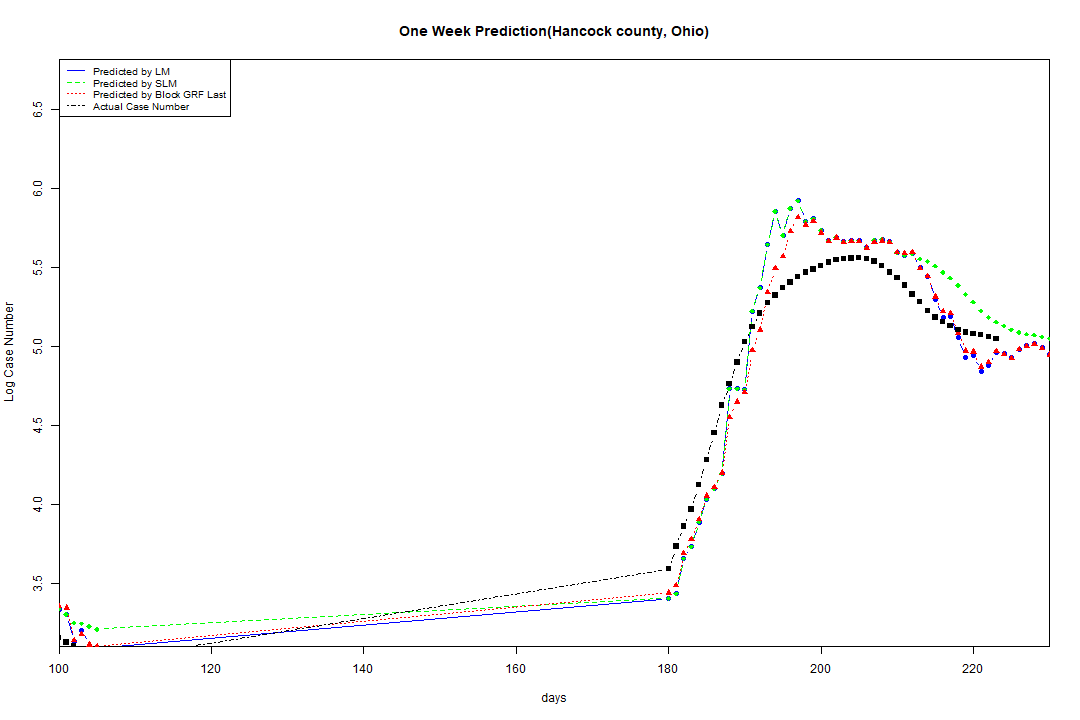 One Week Prediction(Hancock county, Ohio)
Predicted by LM
Predicted by SLM
Predicted by Block GRF Last
Actual Case Number
6.5
6.0
5.5
5.0
4.5
4.0
3.5
Log Case Number
100 120 140 160 180 200 220
days